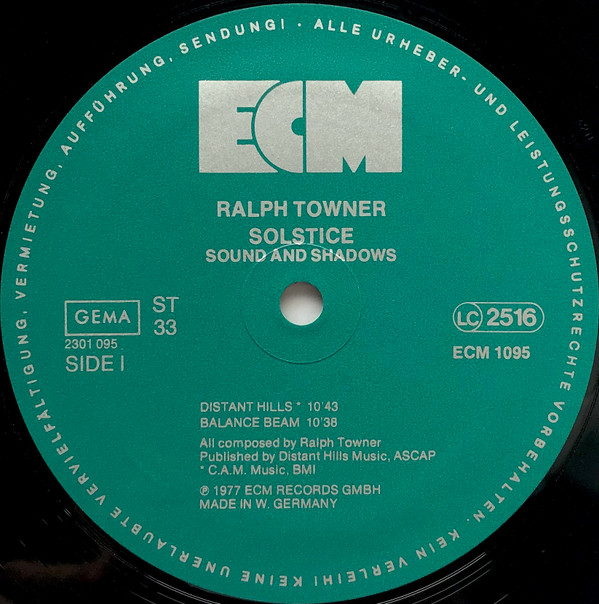 ALLE URHEBER- UND LEISTUNGSSCHUTZRECHTE VORBEHALTEN. KEIN VERLEIH! KEINE UNERLAUBTE VERVIELFÄLTIGUNG, VERMIETUNG, AUFFÜHRUNG, SENDUNG! ·
ECM
RALPH TOWNER
SOLSTICE
SOUND AND SHADOWS
GEMA
ST
33
2301 095
SIDE I
LC 2516
ECM 1095
DISTANT HILLS * 10'43
BALANCE BEAM 10'38
All composed by Ralph Towner
Published by Distant Hills Music, ASCAP
* C.A.M. Music, BMI
℗ 1977 ECM RECORDS GMBH
MADE IN W. GERMANY